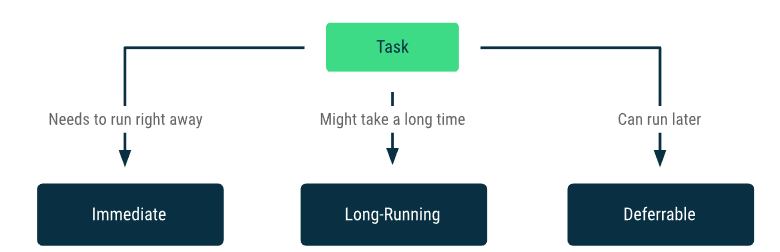 Task
Needs to run right away
Might take a long time
Can run later
Immediate
Long-Running
Deferrable